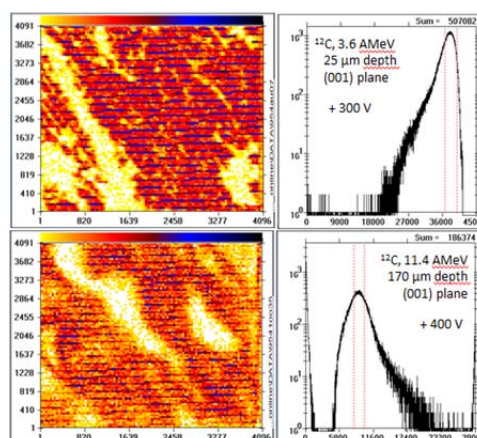 4091
3682
3273
2864
2455
2046
1637
1228
819
410
1
1 820 1639 2458 3277 4096
Sum = 507082
10³
10²
10¹
10⁰
¹²C, 3.6 AMeV
25 µm depth
(001) plane
+ 300 V
0 9000 18000 27000 36000 450
4091
3682
3273
2864
2455
2046
1637
1228
819
410
1
1 820 1639 2458 3277 4096
Sum = 186374
10³
10²
10¹
10⁰
¹²C, 11.4 AMeV
170 µm depth
(001) plane
+ 400 V
0 5800 11600 17400 23200 290